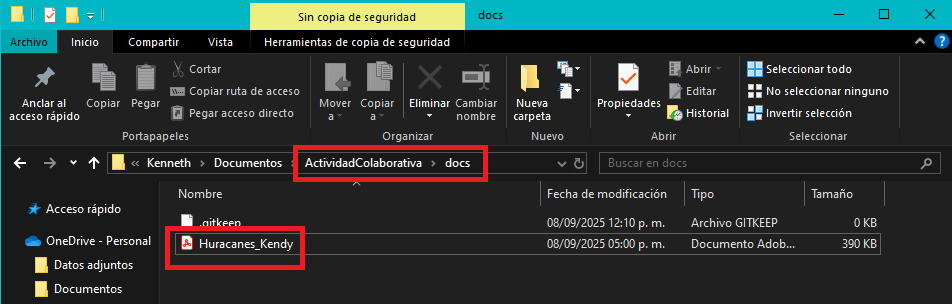 Sin copia de seguridad
docs
Archivo
Inicio
Compartir
Vista
Herramientas de copia de seguridad
Anclar al acceso rápido
Copiar
Pegar
Cortar
Copiar ruta de acceso
Pegar acceso directo
Portapapeles
Mover a
Copiar a
Eliminar
Cambiar nombre
Organizar
Nueva carpeta
Nuevo
Propiedades
Abrir
Editar
Historial
Abrir
Seleccionar todo
No seleccionar ninguno
Invertir selección
Seleccionar
« Kenneth > Documentos > ActividadColaborativa > docs
Buscar en docs
Nombre Fecha de modificación Tipo Tamaño
.gitkeep 08/09/2025 12:10 p. m. Archivo GITKEEP 0 KB
Huracanes_Kendy 08/09/2025 05:00 p. m. Documento Adob... 390 KB
Acceso rápido
OneDrive - Personal
Datos adjuntos
Documentos